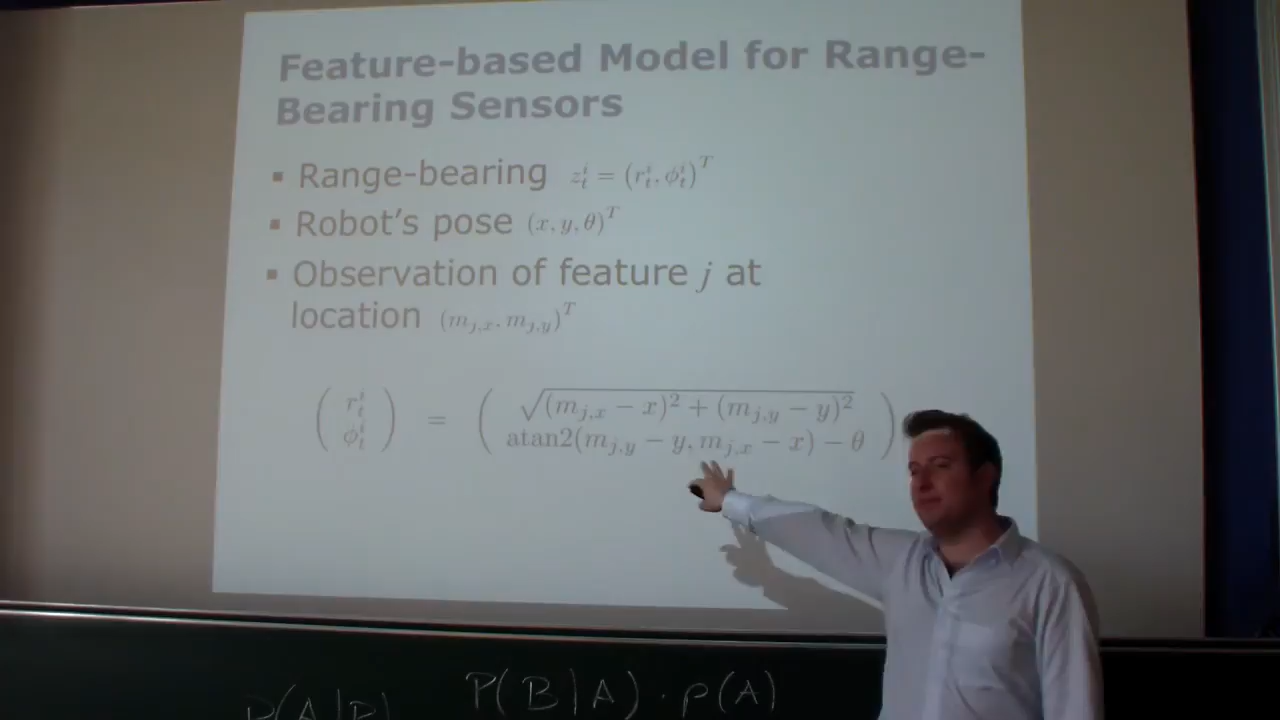 Feature-based Model for Range-
Bearing Sensors
▪ Range-bearing z_t^i = (r_t^i, ϕ_t^i)^T
▪ Robot's pose (x, y, θ)^T
▪ Observation of feature j at
location (m_{j,x}, m_{j,y})^T
( r_t^i ) = ( √((m_{j,x} − x)^2 + (m_{j,y} − y)^2) )
( ϕ_t^i ) ( atan2(m_{j,y} − y, m_{j,x} − x) − θ )
P(B|A) · p(A)
P(A|B)